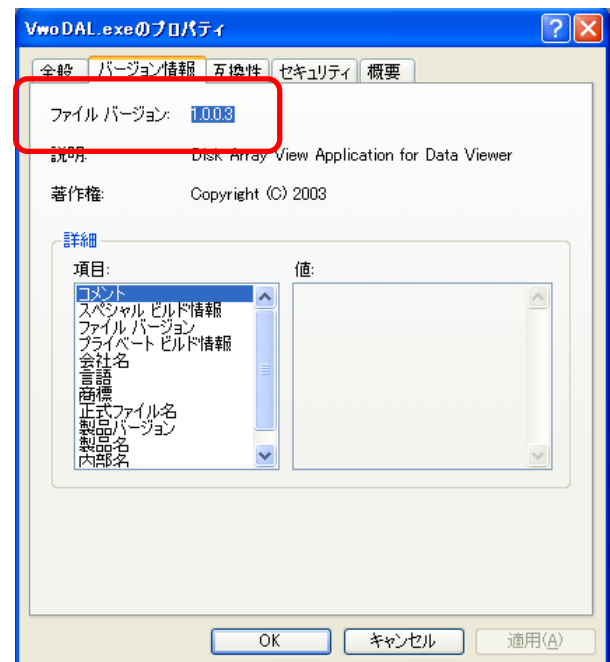 VwoDAL.exeのプロパティ
全般 バージョン情報 互換性 セキュリティ 概要
ファイル バージョン: 1.0.0.3
説明: Disk Array View Application for Data Viewer
著作権: Copyright (C) 2003
詳細
項目: 値:
コメント
スペシャル ビルド情報
ファイル バージョン
プライベート ビルド情報
会社名
言語
商標
正式ファイル名
製品バージョン
製品名
内部名
OK キャンセル 適用(A)